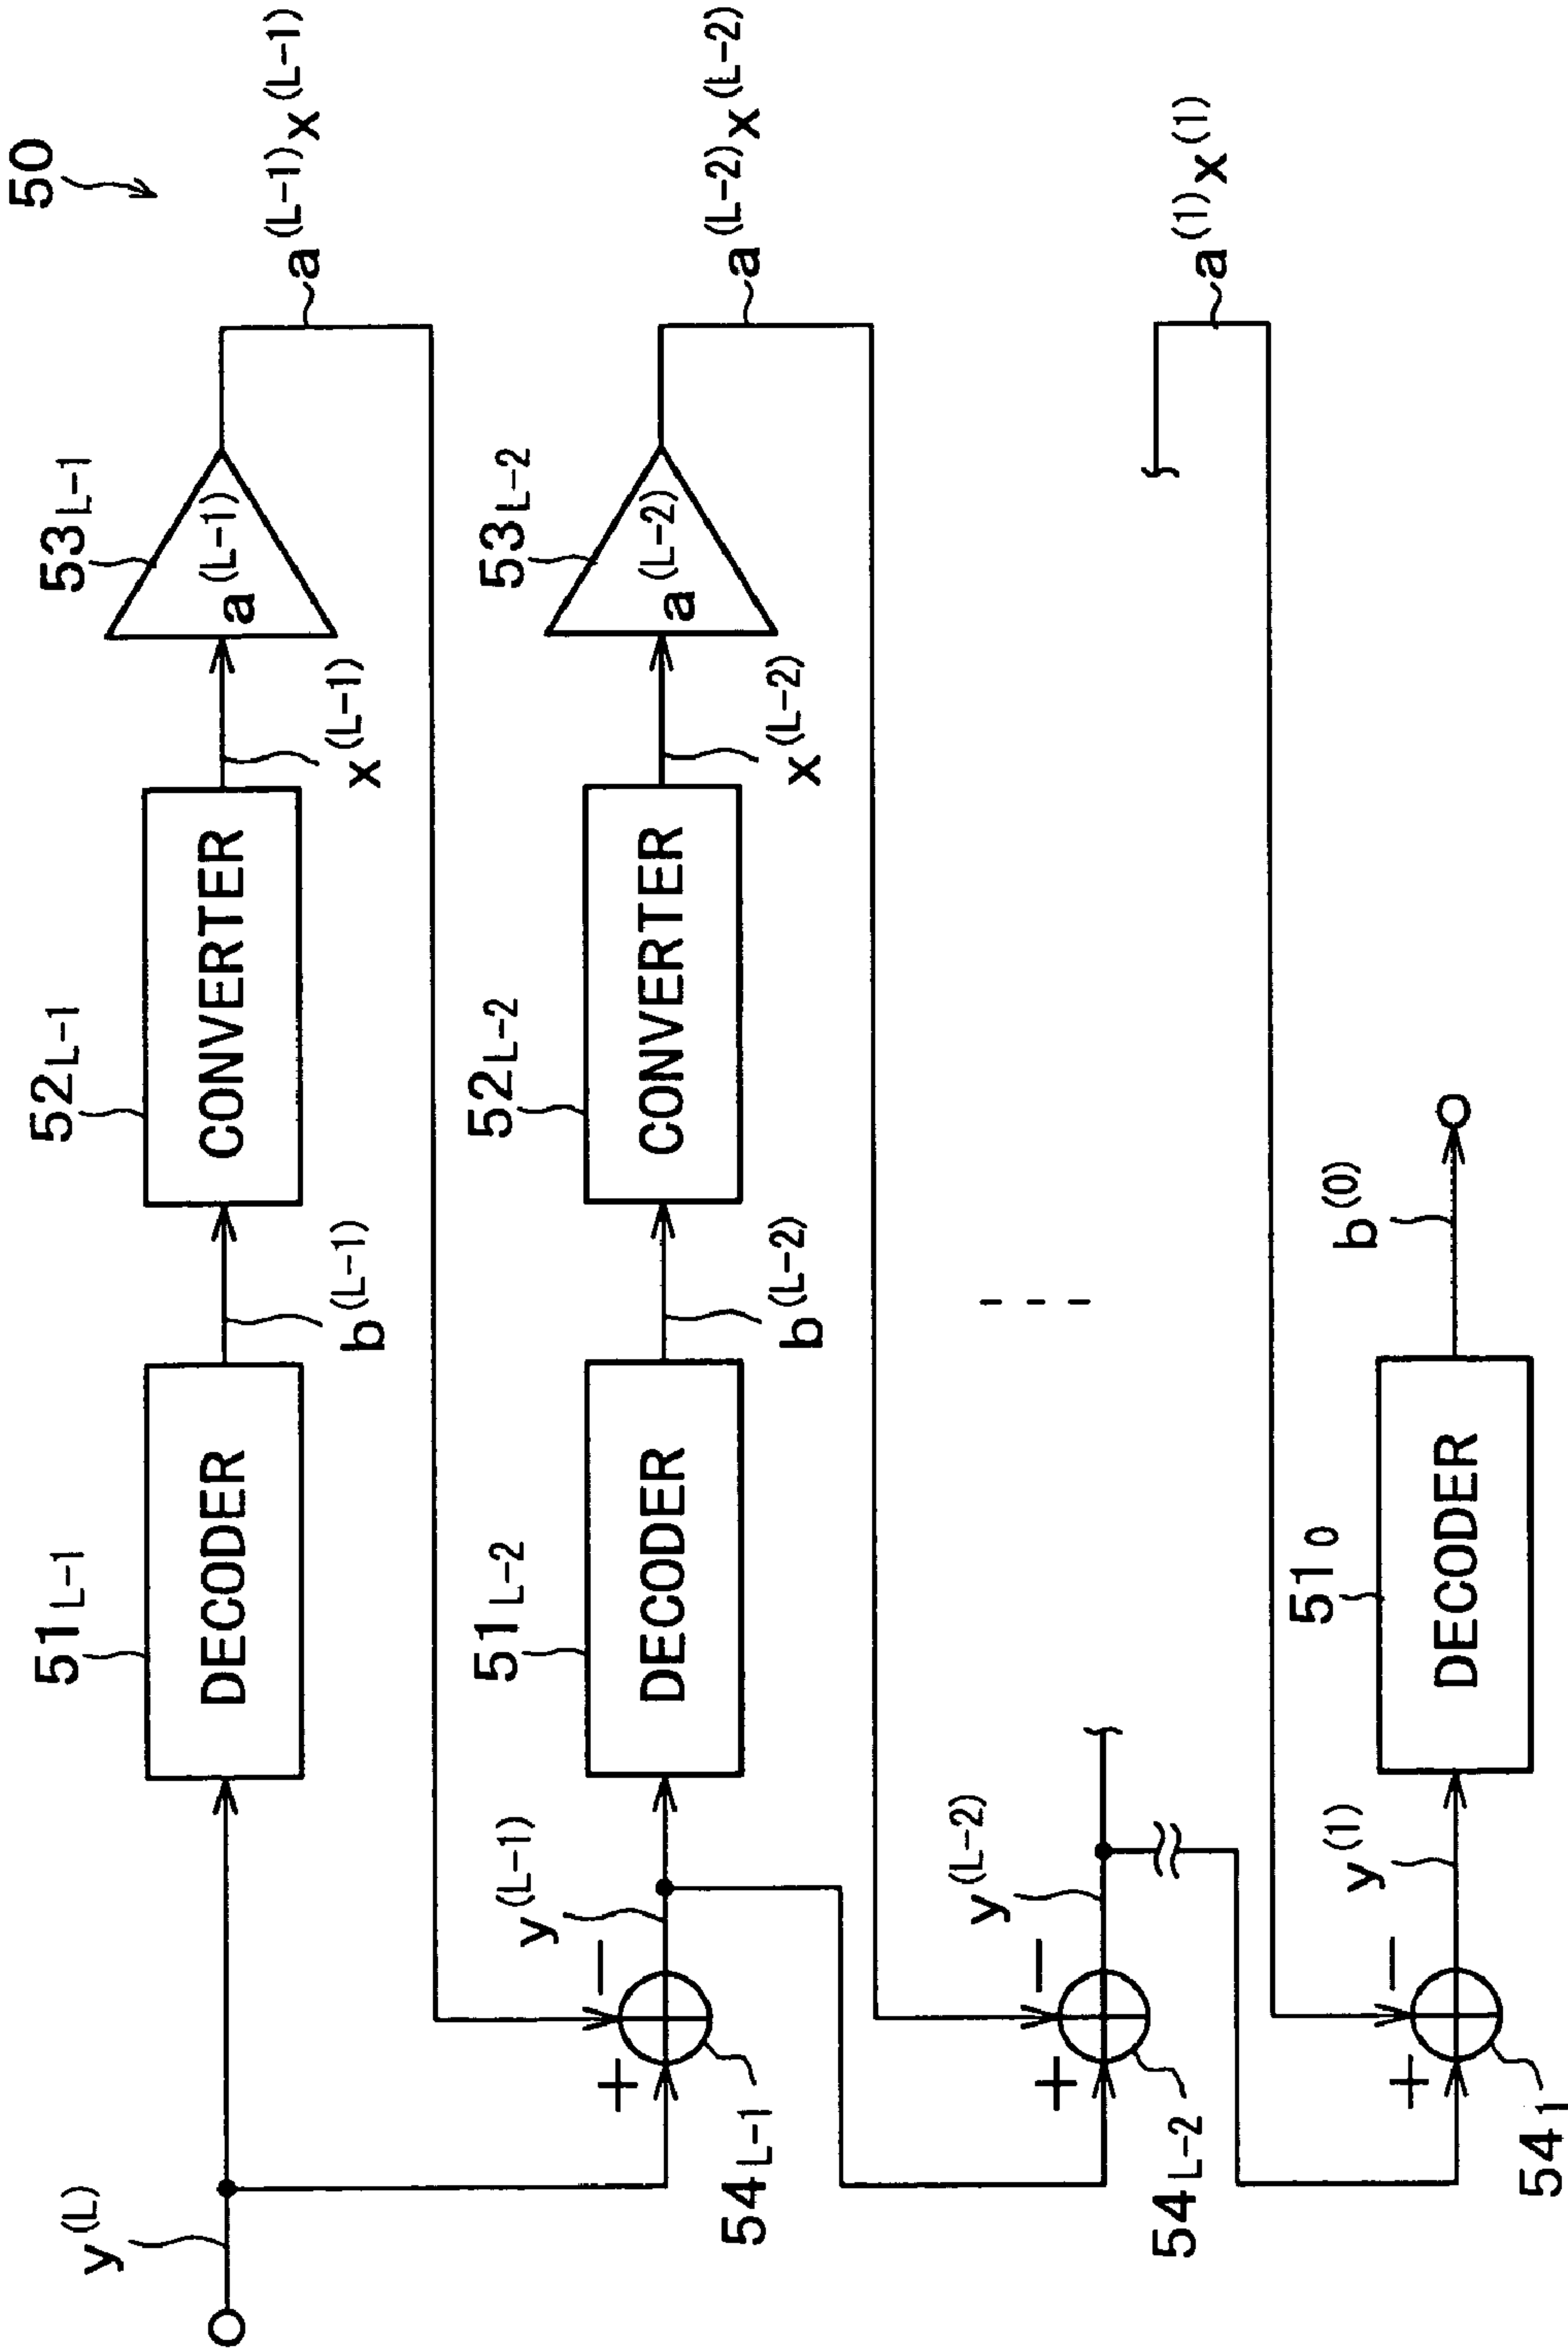 50
y(L)
51L-1
DECODER
b(L-1)
52L-1
CONVERTER
x(L-1)
53L-1
a(L-1)
a(L-1)x(L-1)
54L-1
+
−
y(L-1)
51L-2
DECODER
b(L-2)
52L-2
CONVERTER
x(L-2)
53L-2
a(L-2)
a(L-2)x(L-2)
54L-2
+
−
y(L-2)
a(1)x(1)
541
+
−
y(1)
510
DECODER
b(0)